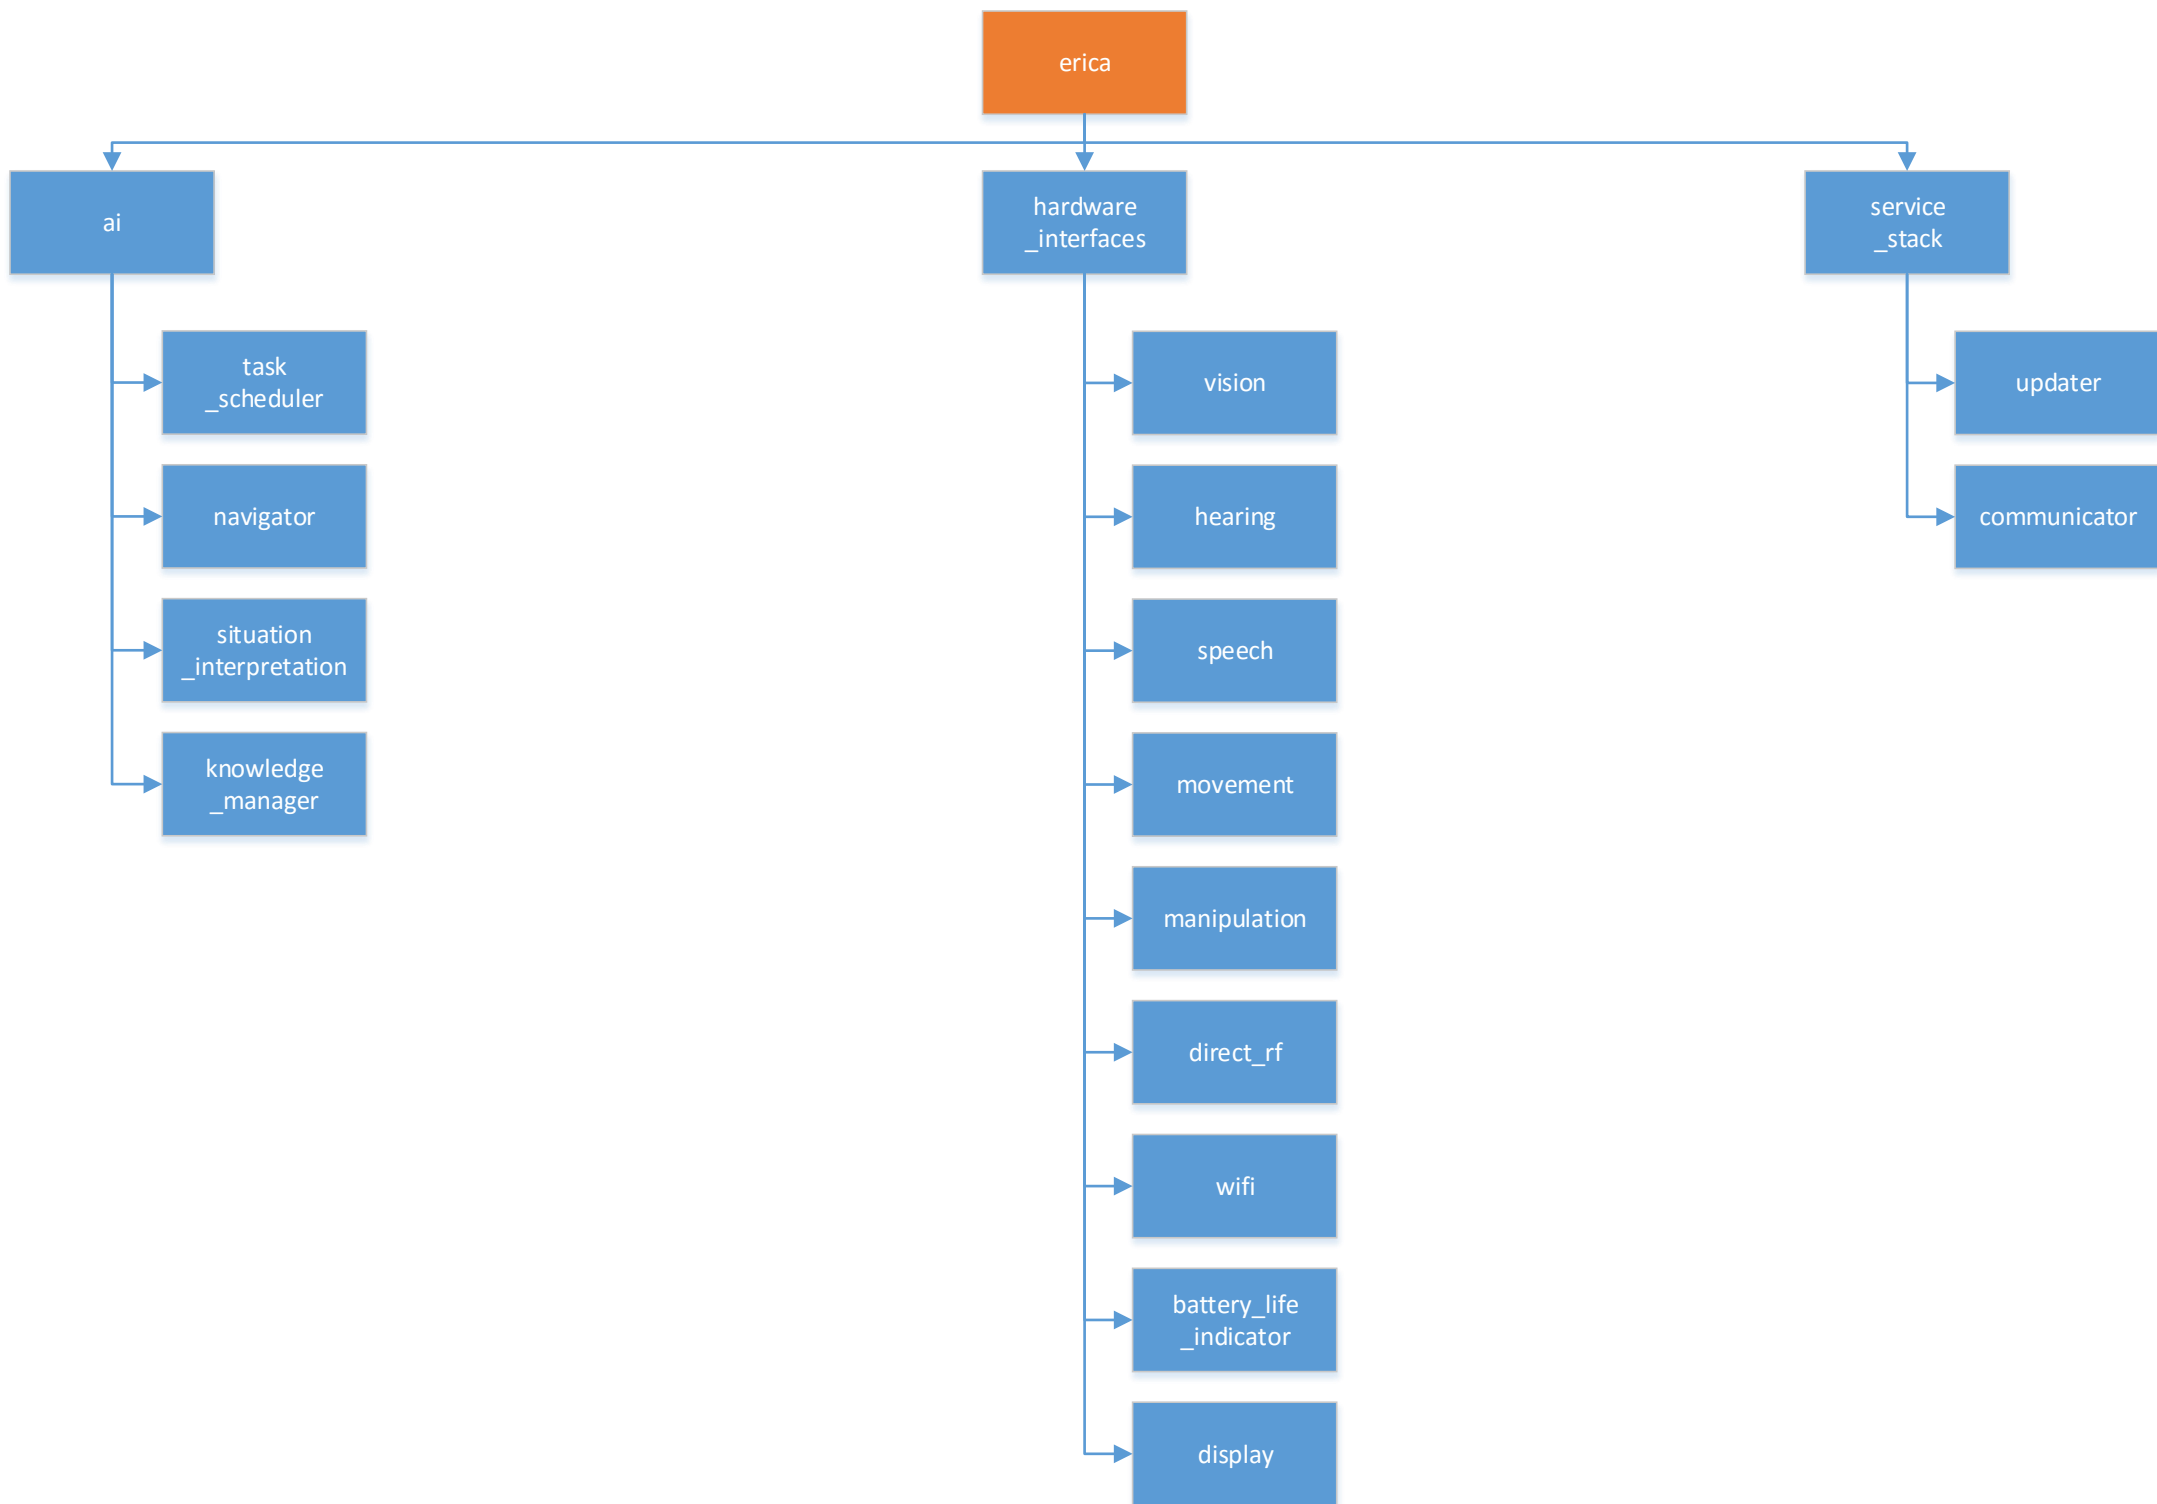 erica
ai
hardware
_interfaces
service
_stack
task
_scheduler
navigator
situation
_interpretation
knowledge
_manager
vision
hearing
speech
movement
manipulation
direct_rf
wifi
battery_life
_indicator
display
updater
communicator